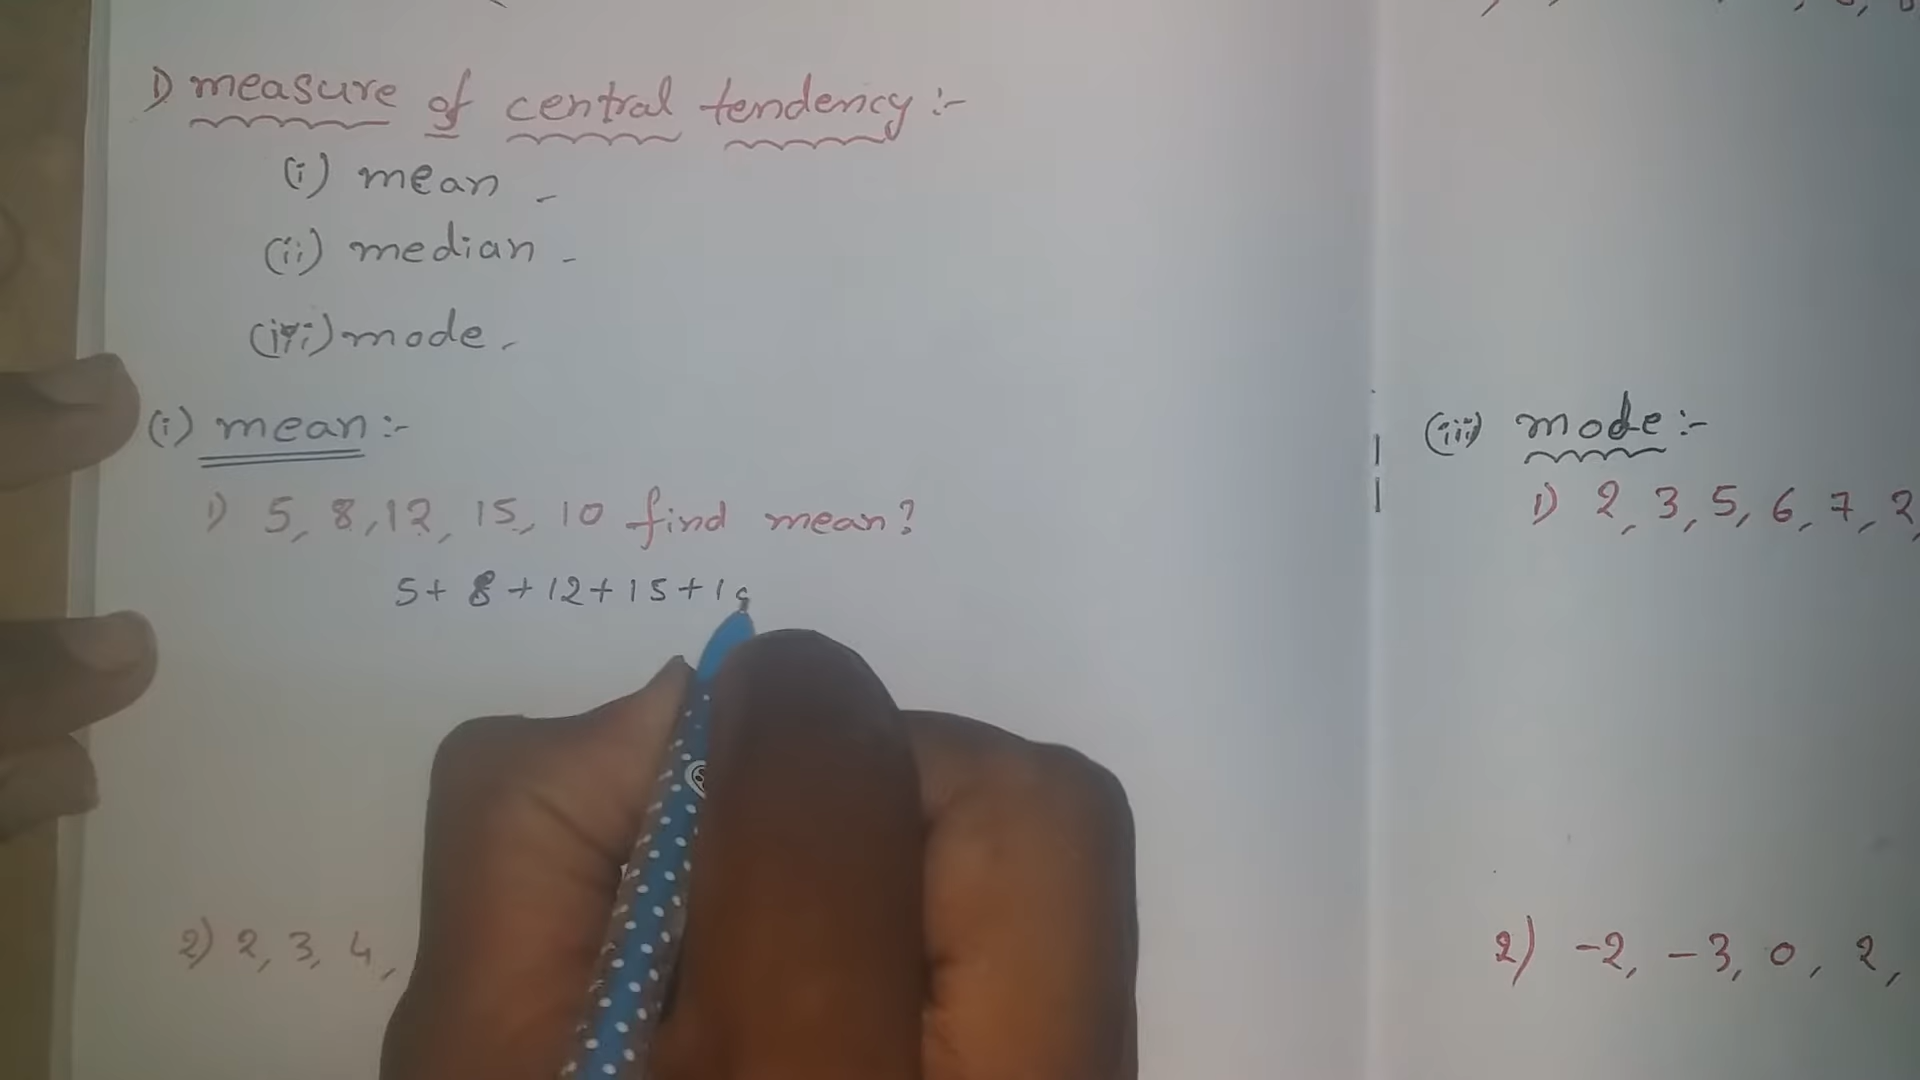 1) measure of central tendency :-
(i) mean -
(ii) median -
(iii) mode -
(i) mean :-
1) 5, 8, 12, 15, 10 find mean?
5 + 8 + 12 + 15 + 1
2) 2, 3, 4,
(iii) mode :-
1) 2, 3, 5, 6, 7, 2,
2) -2, -3, 0, 2,